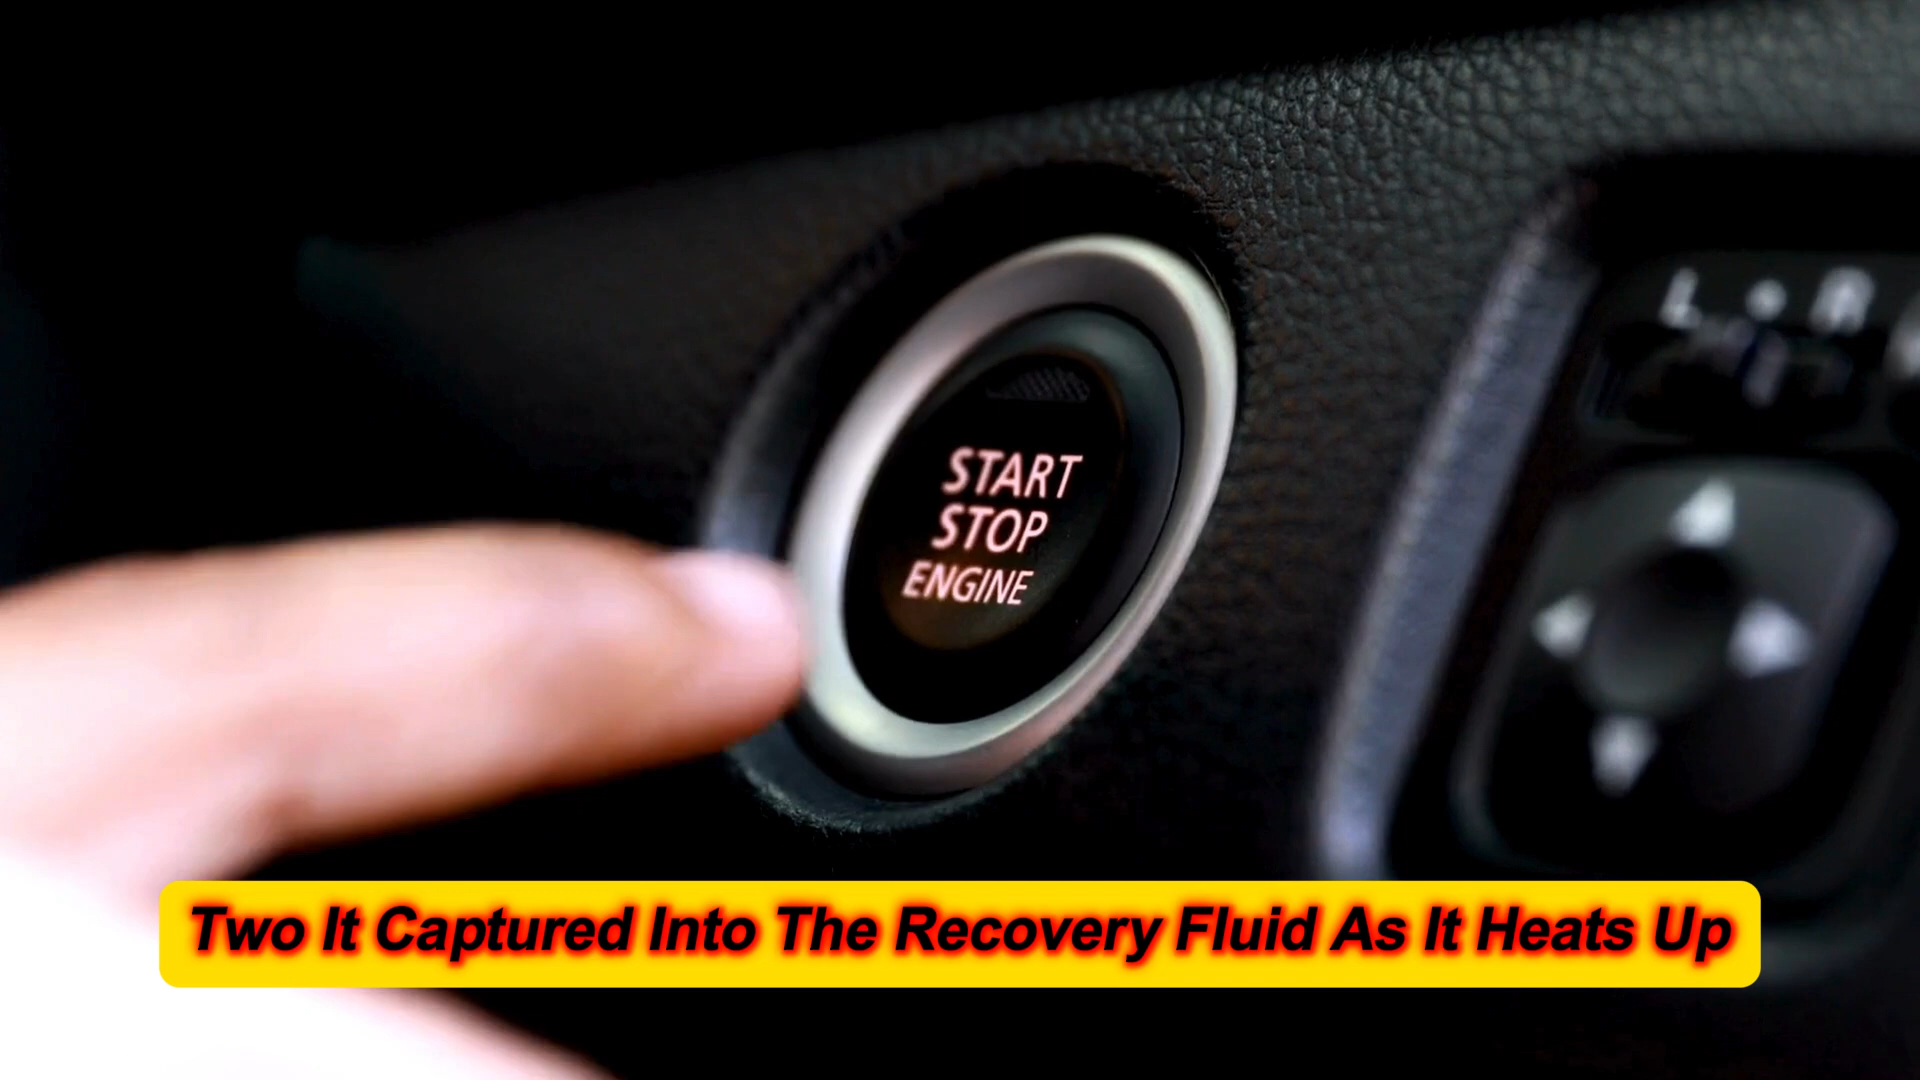 L R
START
STOP
ENGINE
Two It Captured Into The Recovery Fluid As It Heats Up